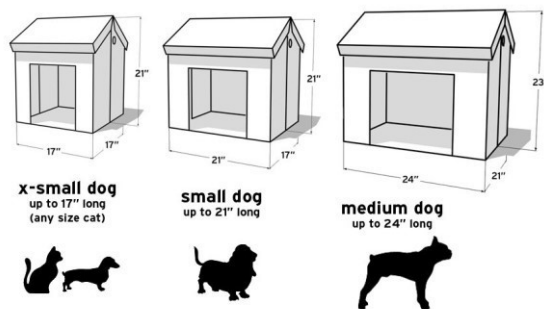 21"
17"
17"
21"
21"
17"
23
24"
21"
x-small dog
up to 17" long
(any size cat)
small dog
up to 21" long
medium dog
up to 24" long